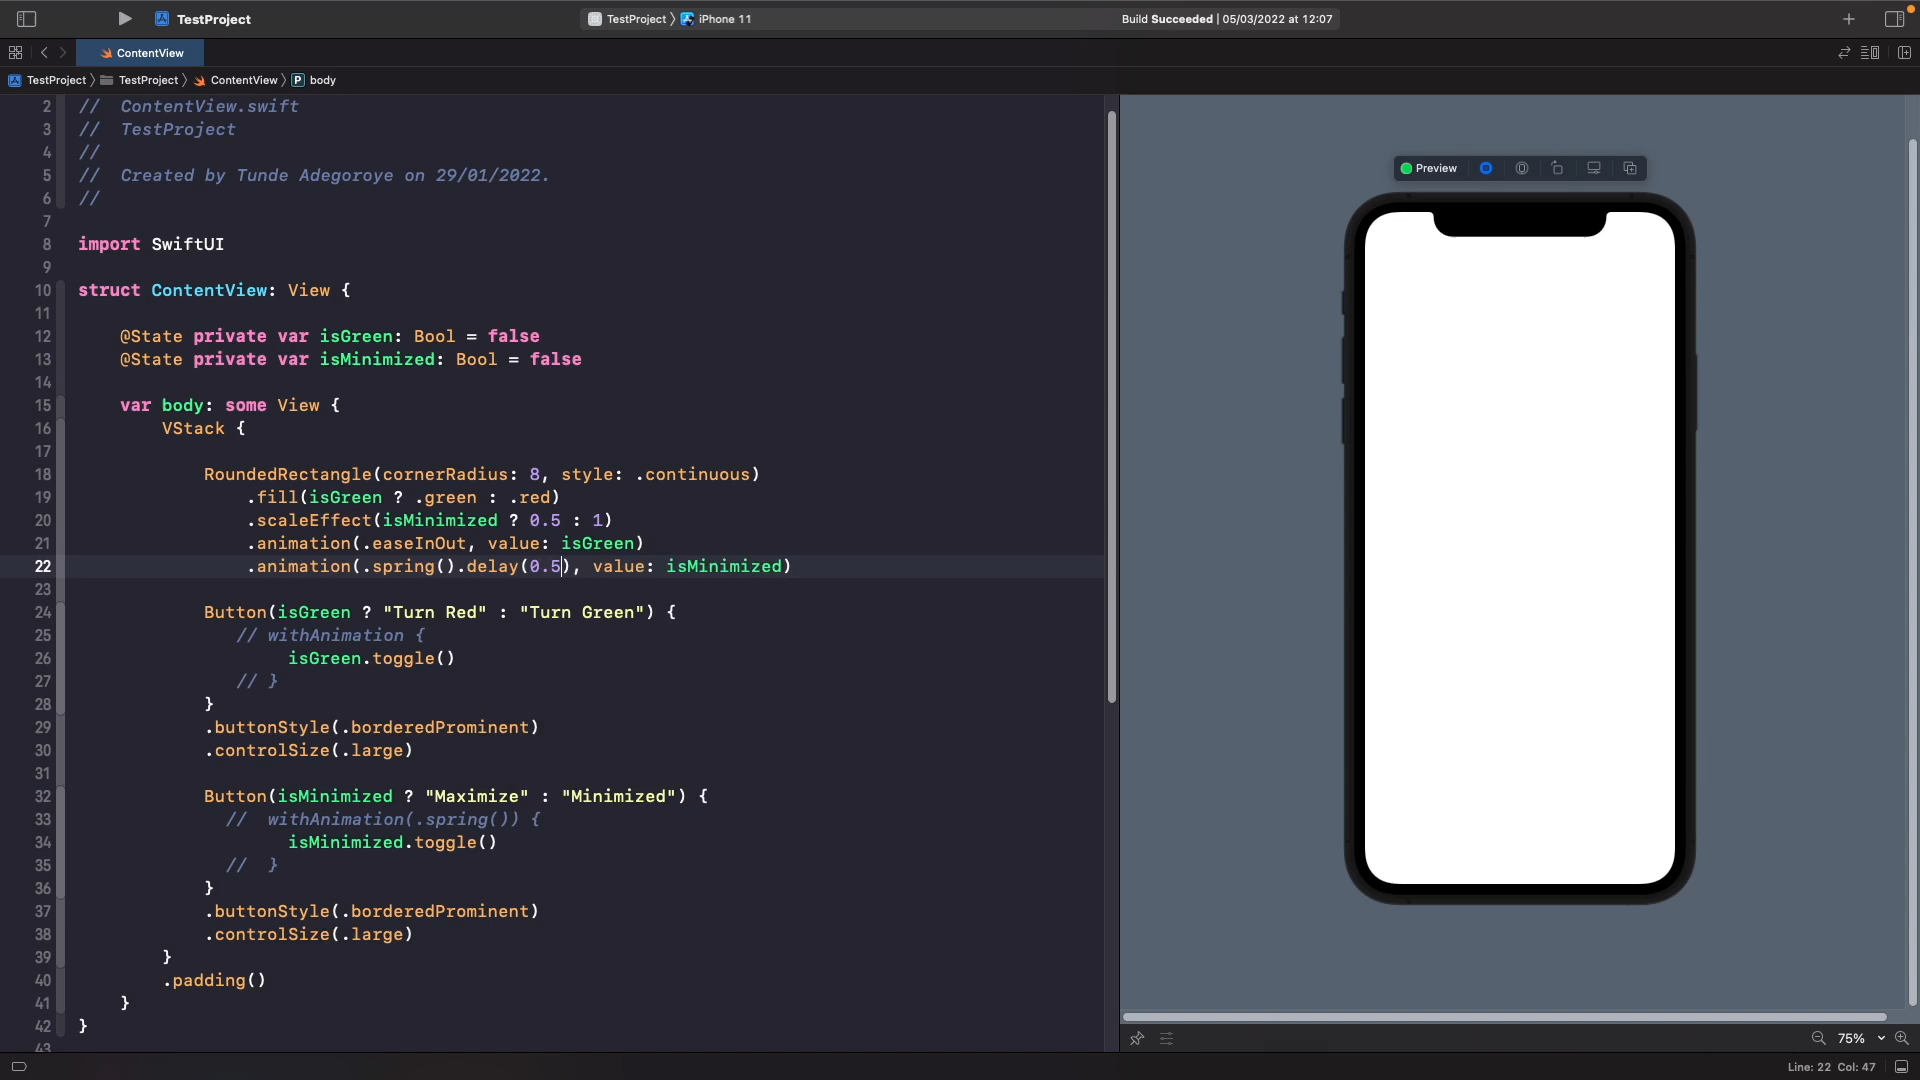 TestProject
TestProject
iPhone 11
Build Succeeded | 05/03/2022 at 12:07
ContentView
TestProject
TestProject
ContentView
P
body
2 //  ContentView.swift
3 //  TestProject
4 //
5 //  Created by Tunde Adegoroye on 29/01/2022.
6 //
7
8 import SwiftUI
9
10 struct ContentView: View {
11
12     @State private var isGreen: Bool = false
13     @State private var isMinimized: Bool = false
14
15     var body: some View {
16         VStack {
17
18             RoundedRectangle(cornerRadius: 8, style: .continuous)
19                 .fill(isGreen ? .green : .red)
20                 .scaleEffect(isMinimized ? 0.5 : 1)
21                 .animation(.easeInOut, value: isGreen)
22                 .animation(.spring().delay(0.5), value: isMinimized)
23
24             Button(isGreen ? "Turn Red" : "Turn Green") {
25                // withAnimation {
26                     isGreen.toggle()
27                // }
28             }
29             .buttonStyle(.borderedProminent)
30             .controlSize(.large)
31
32             Button(isMinimized ? "Maximize" : "Minimized") {
33               //  withAnimation(.spring()) {
34                     isMinimized.toggle()
35               //  }
36             }
37             .buttonStyle(.borderedProminent)
38             .controlSize(.large)
39         }
40         .padding()
41     }
42 }
43
Preview
75%
Line: 22 Col: 47